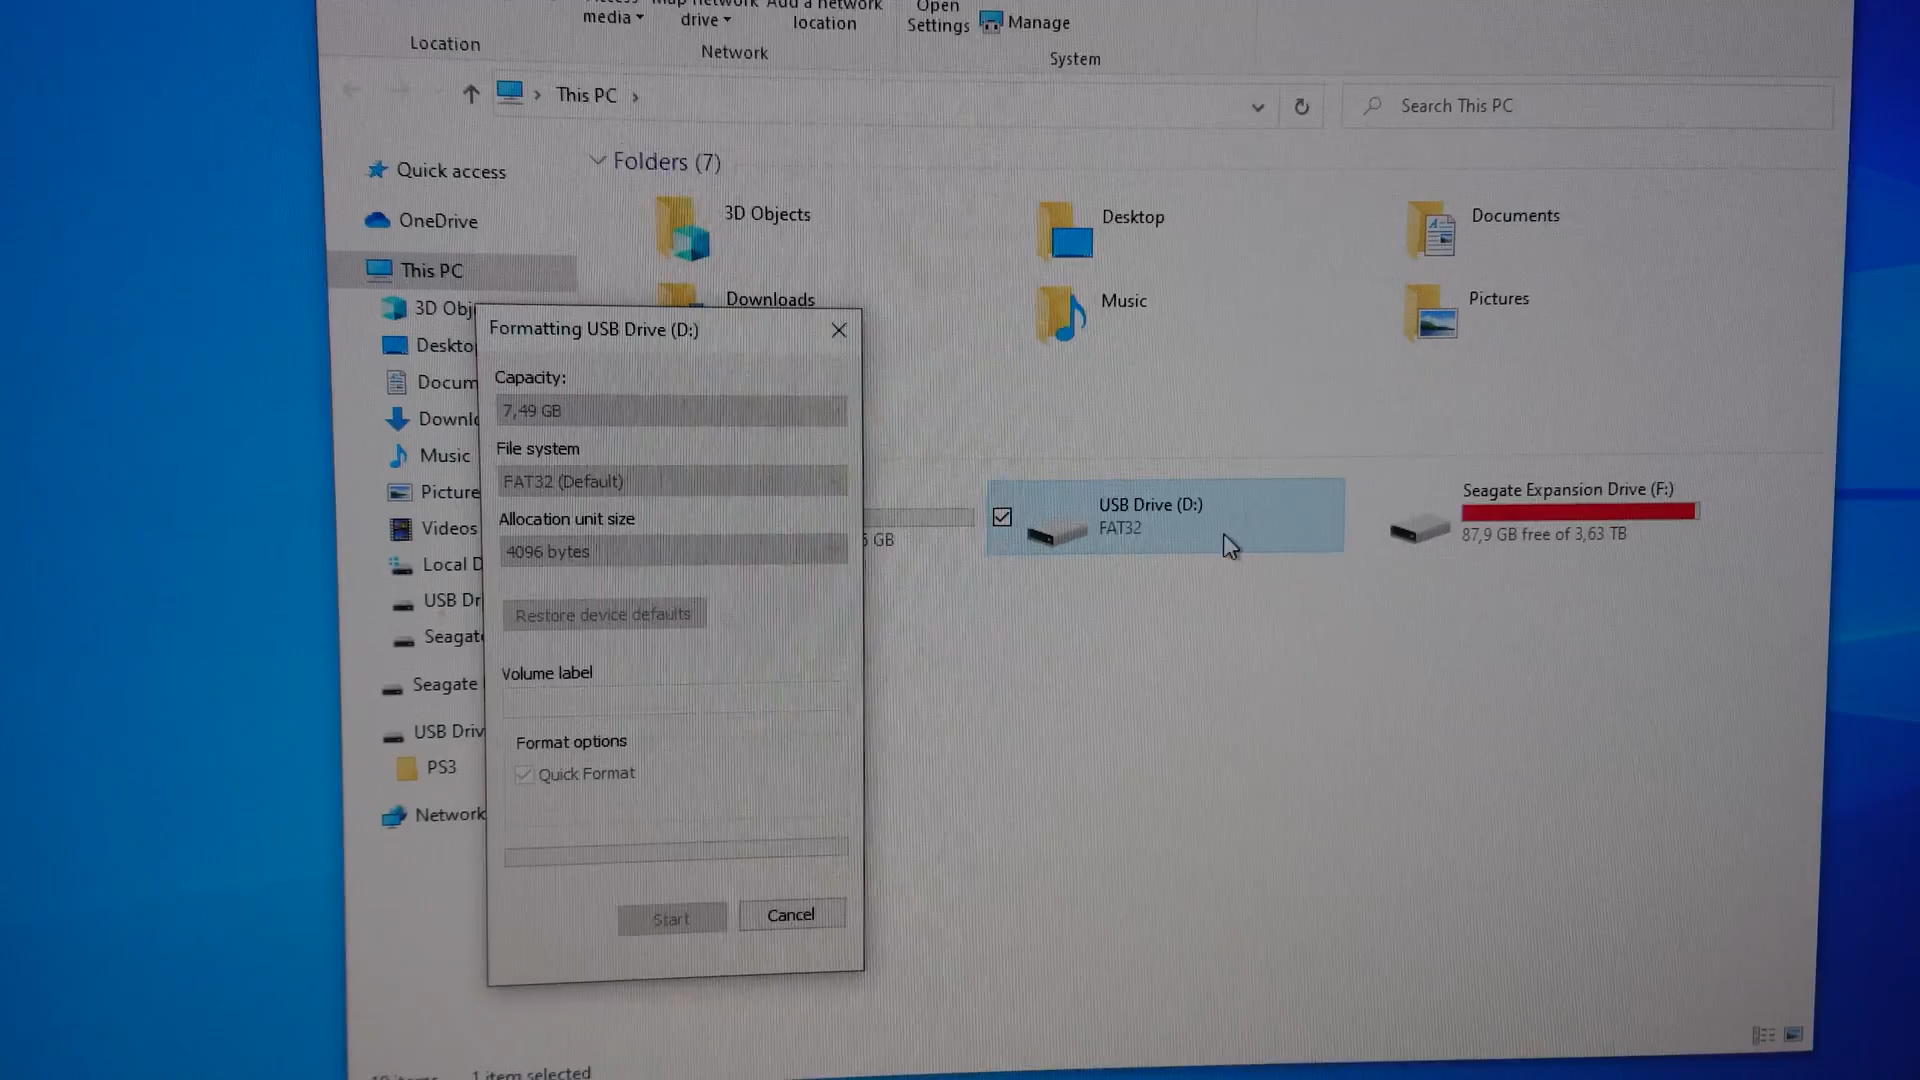 Open
media
drive
Add a network
location
Settings
Manage
Location
Network
System
This PC
Search This PC
Quick access
OneDrive
This PC
3D Obj
Deskto
Docum
Downl
Music
Picture
Videos
Local D
USB Dr
Seagat
Seagate
USB Driv
PS3
Network
Folders (7)
3D Objects
Desktop
Documents
Downloads
Music
Pictures
GB
USB Drive (D:)
FAT32
Seagate Expansion Drive (F:)
87,9 GB free of 3,63 TB
Formatting USB Drive (D:)
Capacity:
7,49 GB
File system
FAT32 (Default)
Allocation unit size
4096 bytes
Restore device defaults
Volume label
Format options
Quick Format
Start
Cancel
1 item selected